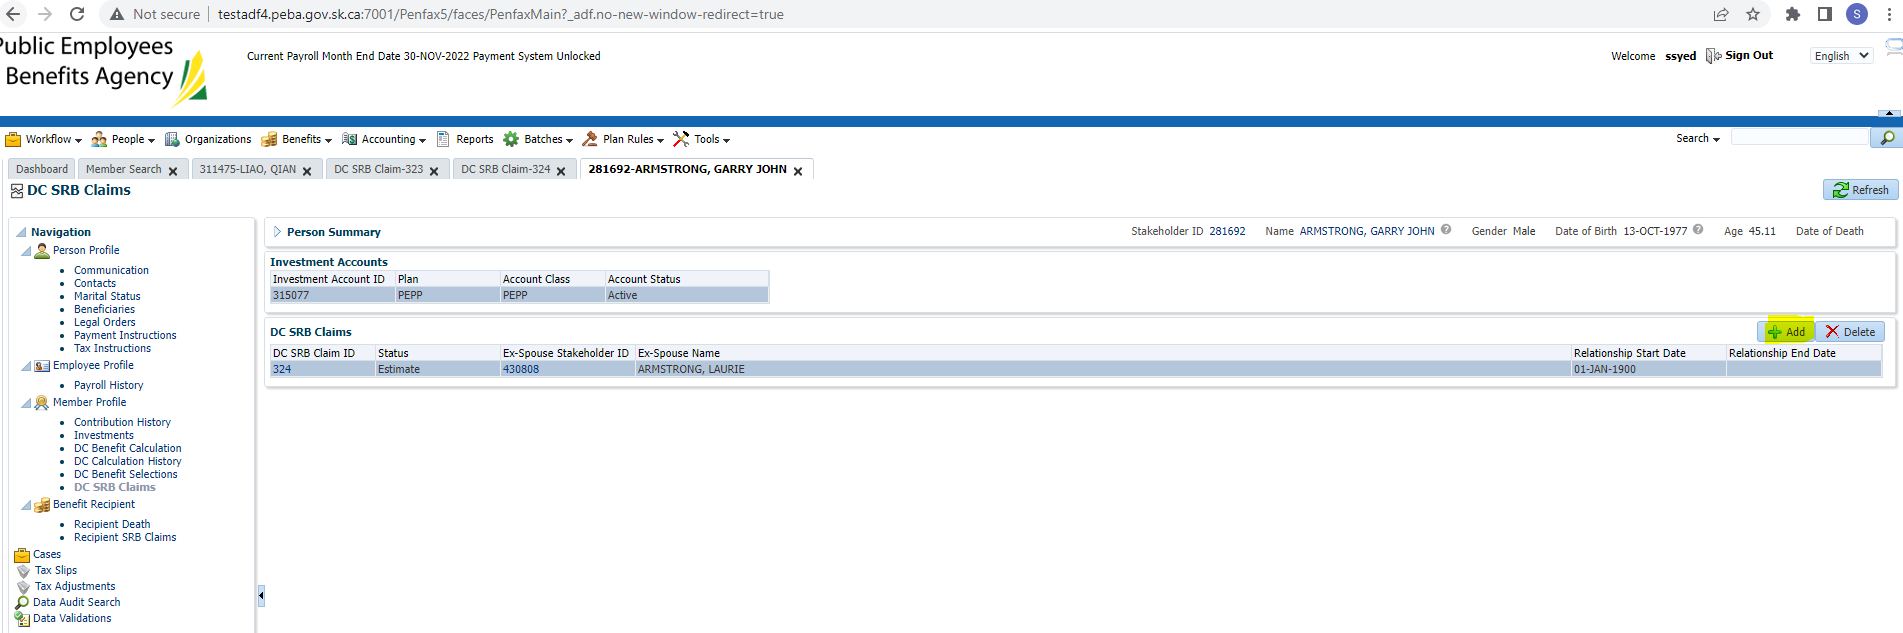 Not secure | testadf4.peba.gov.sk.ca:7001/Penfax5/faces/PenfaxMain?_adf.no-new-window-redirect=true
S
Public Employees
Benefits Agency
Current Payroll Month End Date 30-NOV-2022 Payment System Unlocked
Welcome ssyed Sign Out English
Workflow People Organizations Benefits Accounting Reports Batches Plan Rules Tools Search
Dashboard Member Search 311475-LIAO, QIAN DC SRB Claim-323 DC SRB Claim-324 281692-ARMSTRONG, GARRY JOHN
DC SRB Claims
Refresh
Navigation
Person Profile
Communication
Contacts
Marital Status
Beneficiaries
Legal Orders
Payment Instructions
Tax Instructions
Employee Profile
Payroll History
Member Profile
Contribution History
Investments
DC Benefit Calculation
DC Calculation History
DC Benefit Selections
DC SRB Claims
Benefit Recipient
Recipient Death
Recipient SRB Claims
Cases
Tax Slips
Tax Adjustments
Data Audit Search
Data Validations
Person Summary
Stakeholder ID 281692 Name ARMSTRONG, GARRY JOHN Gender Male Date of Birth 13-OCT-1977 Age 45.11 Date of Death
Investment Accounts
Investment Account ID Plan Account Class Account Status
315077 PEPP PEPP Active
DC SRB Claims
Add Delete
DC SRB Claim ID Status Ex-Spouse Stakeholder ID Ex-Spouse Name Relationship Start Date Relationship End Date
324 Estimate 430808 ARMSTRONG, LAURIE 01-JAN-1900